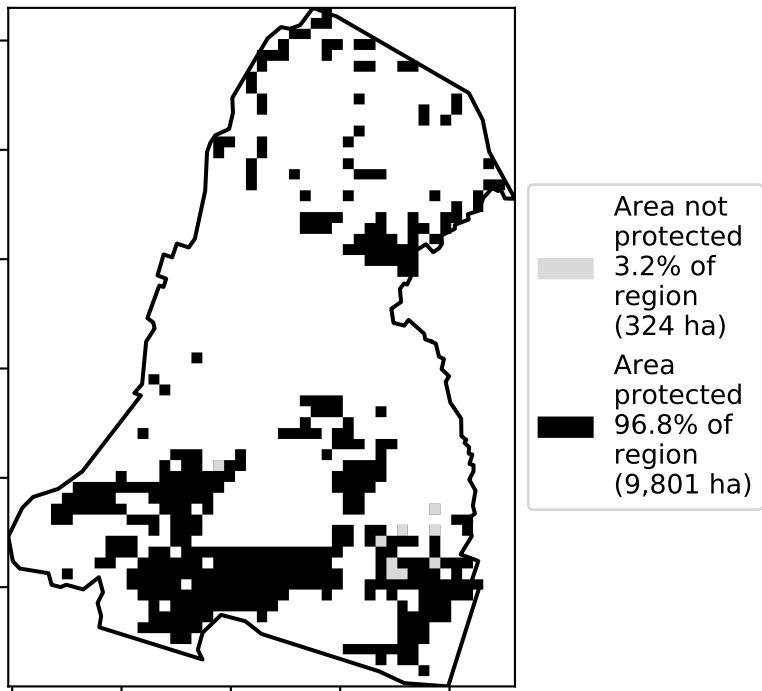 Area not
protected
3.2% of
region
(324 ha)
Area
protected
96.8% of
region
(9,801 ha)